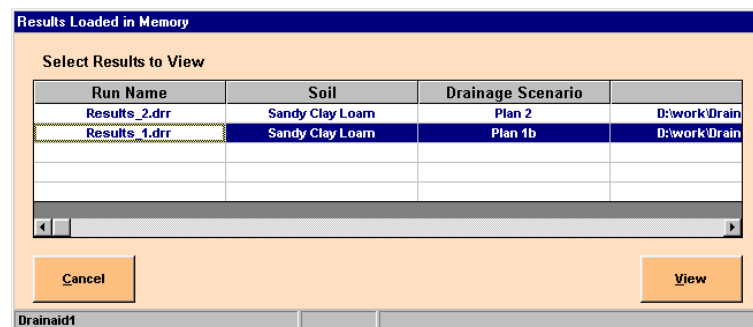 Results Loaded in Memory
Select Results to View
Run Name Soil Drainage Scenario
Results_2.drr Sandy Clay Loam Plan 2 D:\work\Drain
Results_1.drr Sandy Clay Loam Plan 1b D:\work\Drain
Cancel View
Drainaid1